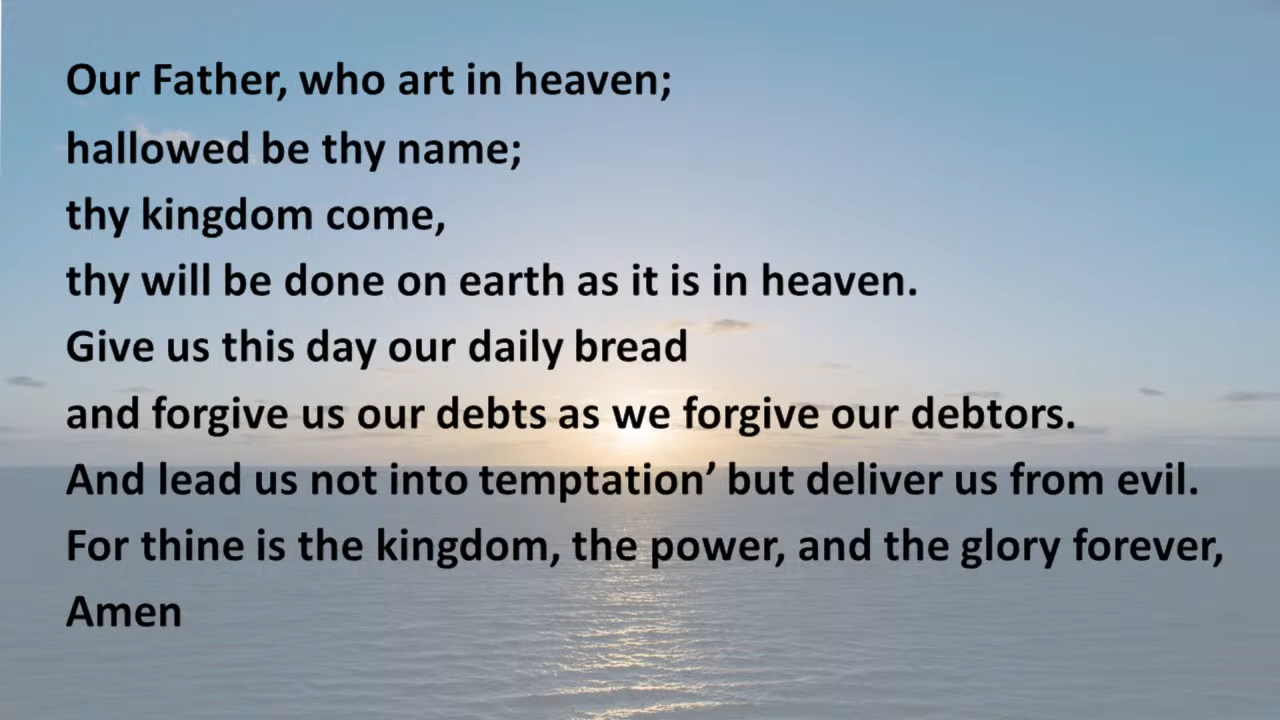 Our Father, who art in heaven;
hallowed be thy name;
thy kingdom come,
thy will be done on earth as it is in heaven.
Give us this day our daily bread
and forgive us our debts as we forgive our debtors.
And lead us not into temptation’ but deliver us from evil.
For thine is the kingdom, the power, and the glory forever,
Amen